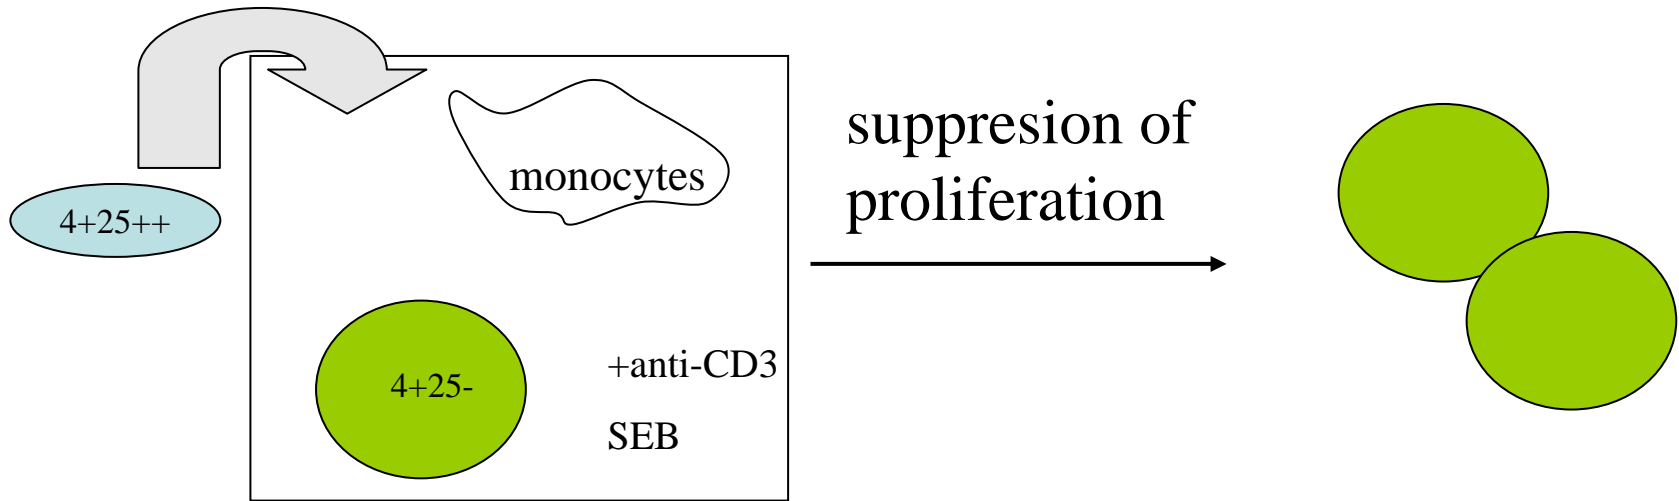 suppresion of
proliferation
monocytes
4+25++
4+25-
+anti-CD3
SEB